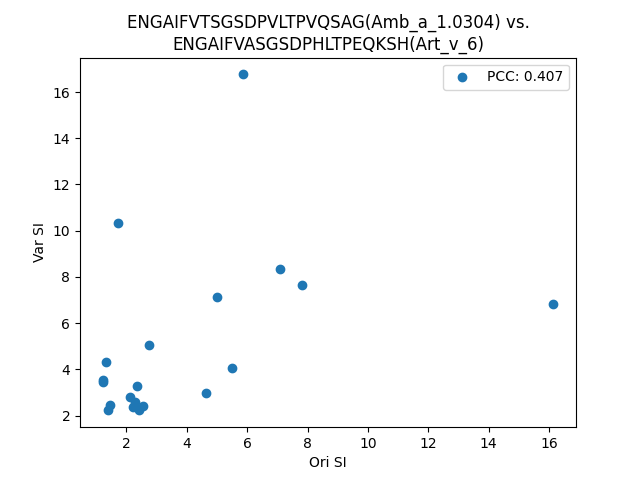 ENGAIFVTSGSDPVLTPVQSAG(Amb_a_1.0304) vs.
ENGAIFVASGSDPHLTPEQKSH(Art_v_6)
PCC: 0.407
16
14
12
10
8
6
4
2
Var SI
2 4 6 8 10 12 14 16
Ori SI